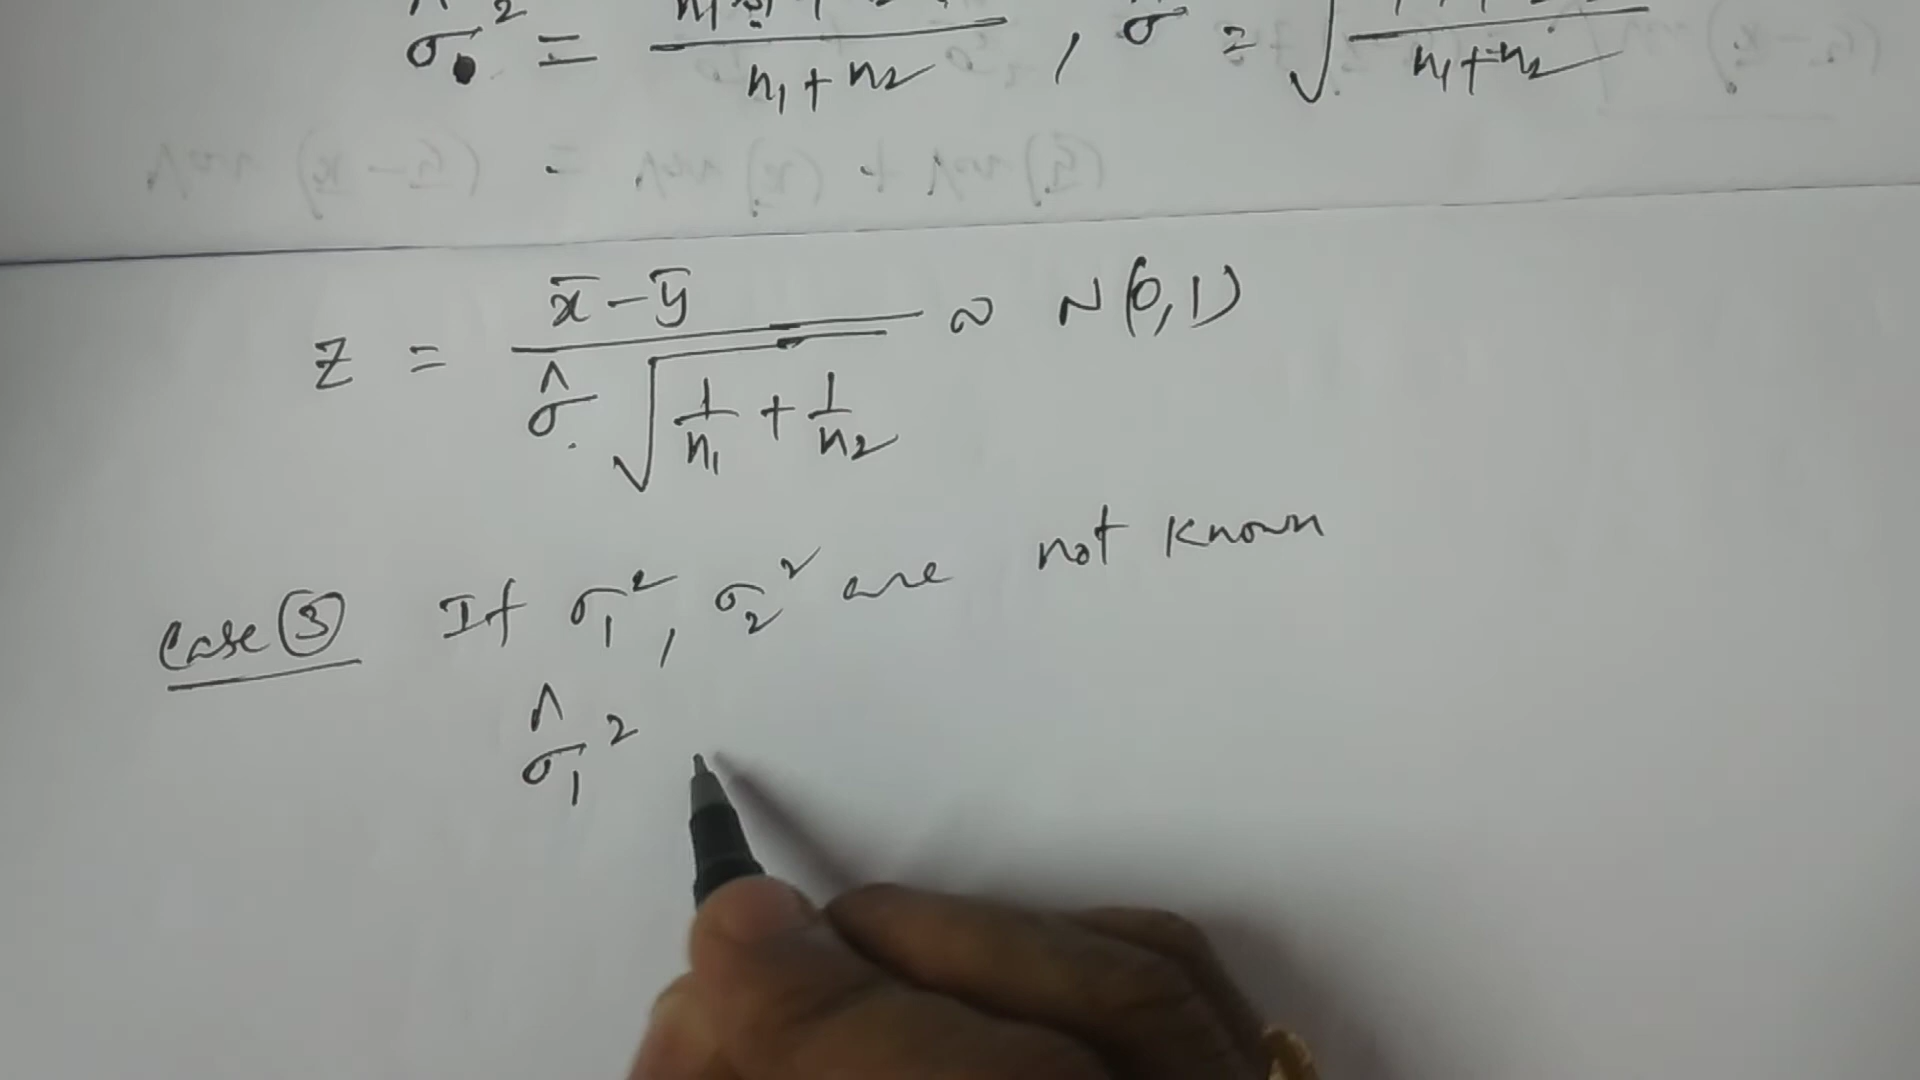 σ̂² = / n₁ + n₂ , σ̂ = √ / n₁ + n₂
Z = (x̄ − ȳ) / (σ̂ √(1/n₁ + 1/n₂)) ~ N(0,1)
Case ③ If σ₁², σ₂² are not known
σ̂₁²